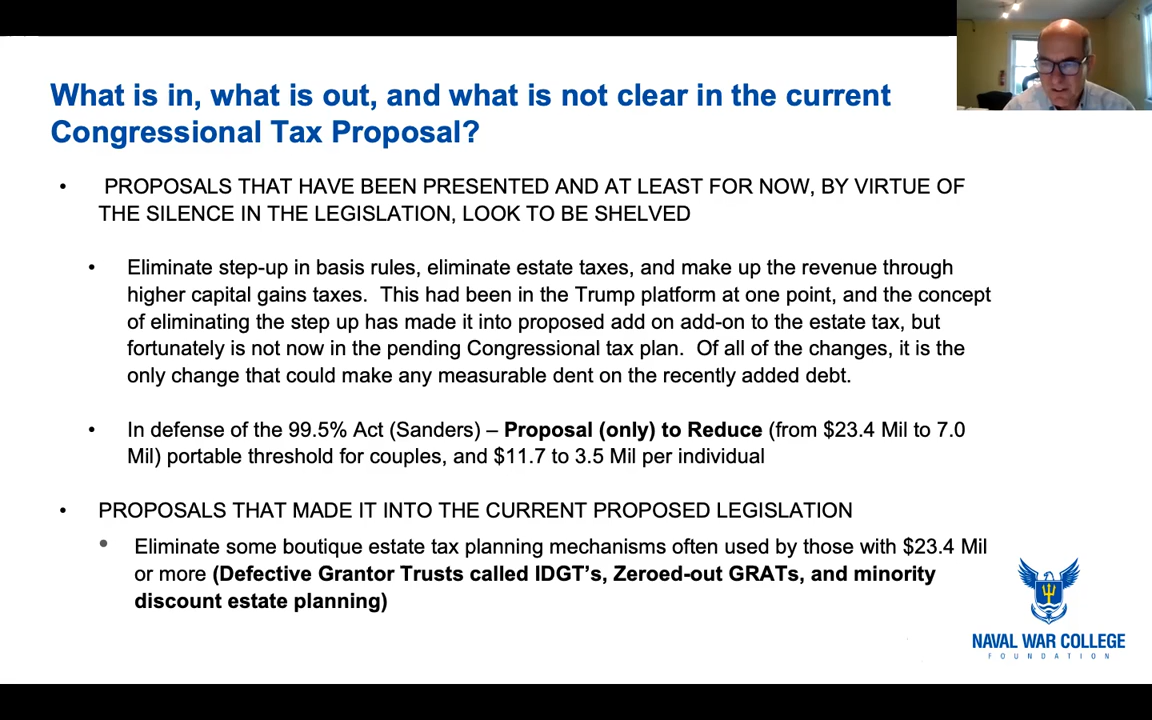 What is in, what is out, and what is not clear in the current
Congressional Tax Proposal?
• PROPOSALS THAT HAVE BEEN PRESENTED AND AT LEAST FOR NOW, BY VIRTUE OF
THE SILENCE IN THE LEGISLATION, LOOK TO BE SHELVED
• Eliminate step-up in basis rules, eliminate estate taxes, and make up the revenue through
higher capital gains taxes. This had been in the Trump platform at one point, and the concept
of eliminating the step up has made it into proposed add on add-on to the estate tax, but
fortunately is not now in the pending Congressional tax plan. Of all of the changes, it is the
only change that could make any measurable dent on the recently added debt.
• In defense of the 99.5% Act (Sanders) – Proposal (only) to Reduce (from $23.4 Mil to 7.0
Mil) portable threshold for couples, and $11.7 to 3.5 Mil per individual
• PROPOSALS THAT MADE IT INTO THE CURRENT PROPOSED LEGISLATION
• Eliminate some boutique estate tax planning mechanisms often used by those with $23.4 Mil
or more (Defective Grantor Trusts called IDGT’s, Zeroed-out GRATs, and minority
discount estate planning)
NAVAL WAR COLLEGE
FOUNDATION